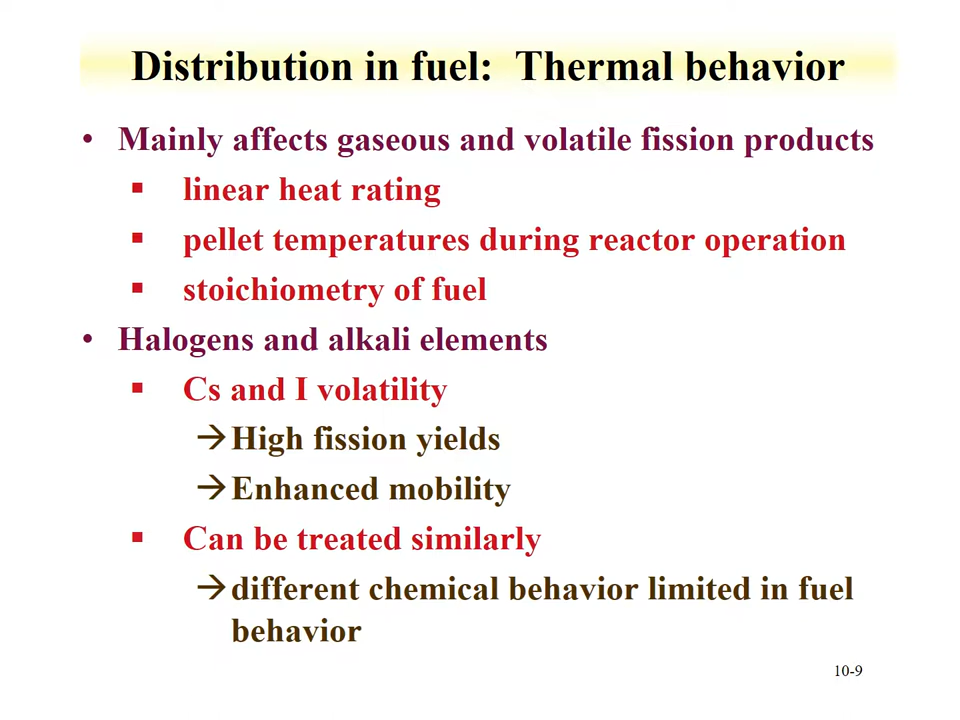 Distribution in fuel: Thermal behavior
• Mainly affects gaseous and volatile fission products
▪ linear heat rating
▪ pellet temperatures during reactor operation
▪ stoichiometry of fuel
• Halogens and alkali elements
▪ Cs and I volatility
→High fission yields
→Enhanced mobility
▪ Can be treated similarly
→different chemical behavior limited in fuel
behavior
10-9